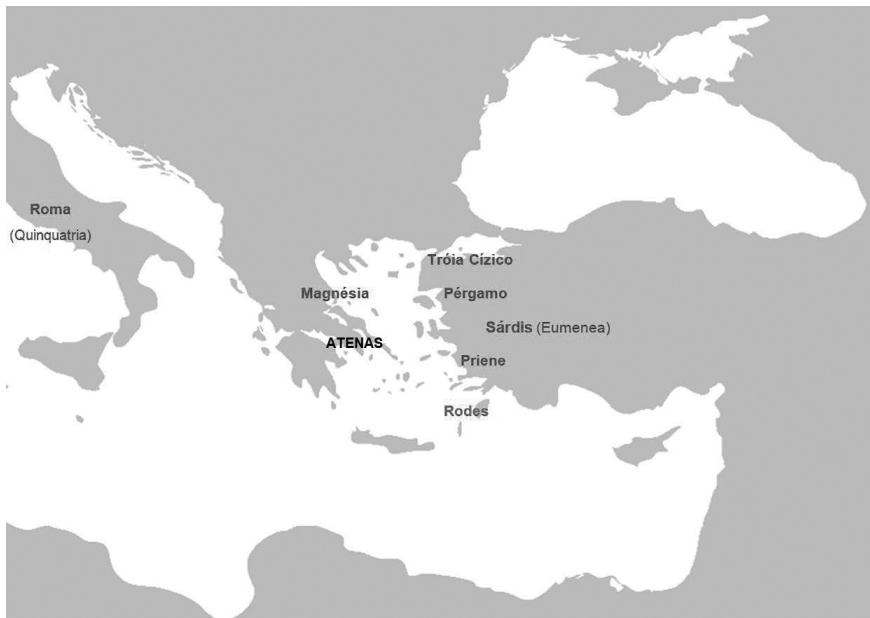 Roma
(Quinquatria)
Tróia Cízico
Magnésia
Pérgamo
Sárdis (Eumenea)
ATENAS
Priene
Rodes